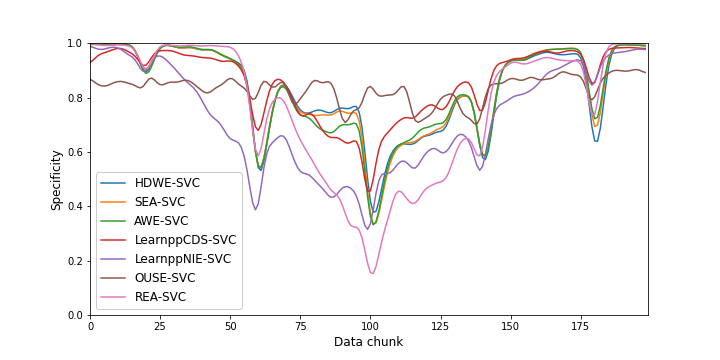 1.0
0.8
0.6
0.4
0.2
0.0
Specificity
HDWE-SVC
SEA-SVC
AWE-SVC
LearnppCDS-SVC
LearnppNIE-SVC
OUSE-SVC
REA-SVC
0 25 50 75 100 125 150 175
Data chunk